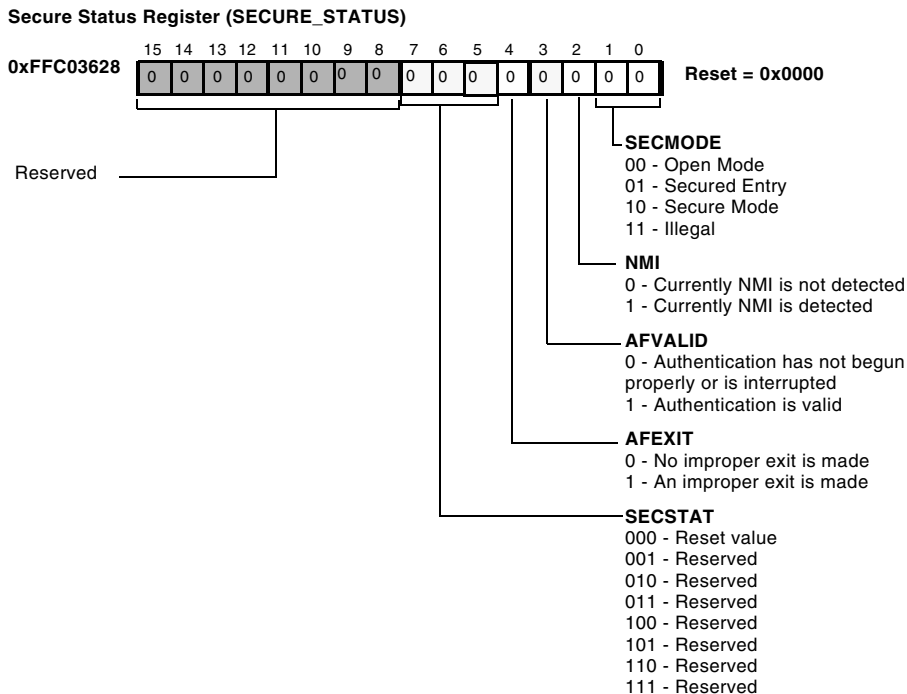 Secure Status Register (SECURE_STATUS)
15 14 13 12 11 10 9 8 7 6 5 4 3 2 1 0
0xFFC03628 0 0 0 0 0 0 0 0 0 0 0 0 0 0 0 0 Reset = 0x0000
Reserved
SECMODE
00 - Open Mode
01 - Secured Entry
10 - Secure Mode
11 - Illegal
NMI
0 - Currently NMI is not detected
1 - Currently NMI is detected
AFVALID
0 - Authentication has not begun
properly or is interrupted
1 - Authentication is valid
AFEXIT
0 - No improper exit is made
1 - An improper exit is made
SECSTAT
000 - Reset value
001 - Reserved
010 - Reserved
011 - Reserved
100 - Reserved
101 - Reserved
110 - Reserved
111 - Reserved